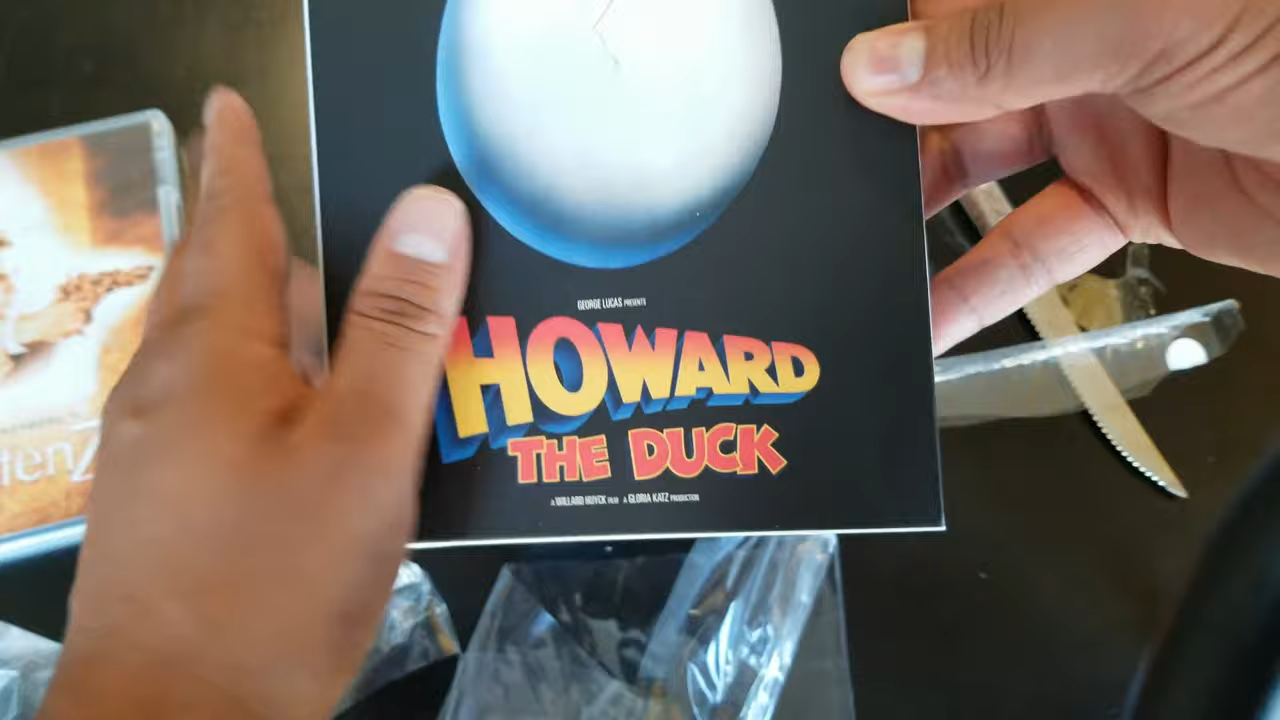 GEORGE LUCAS PRESENTS
HOWARD
THE DUCK
A WILLARD HUYCK FILM A GLORIA KATZ PRODUCTION